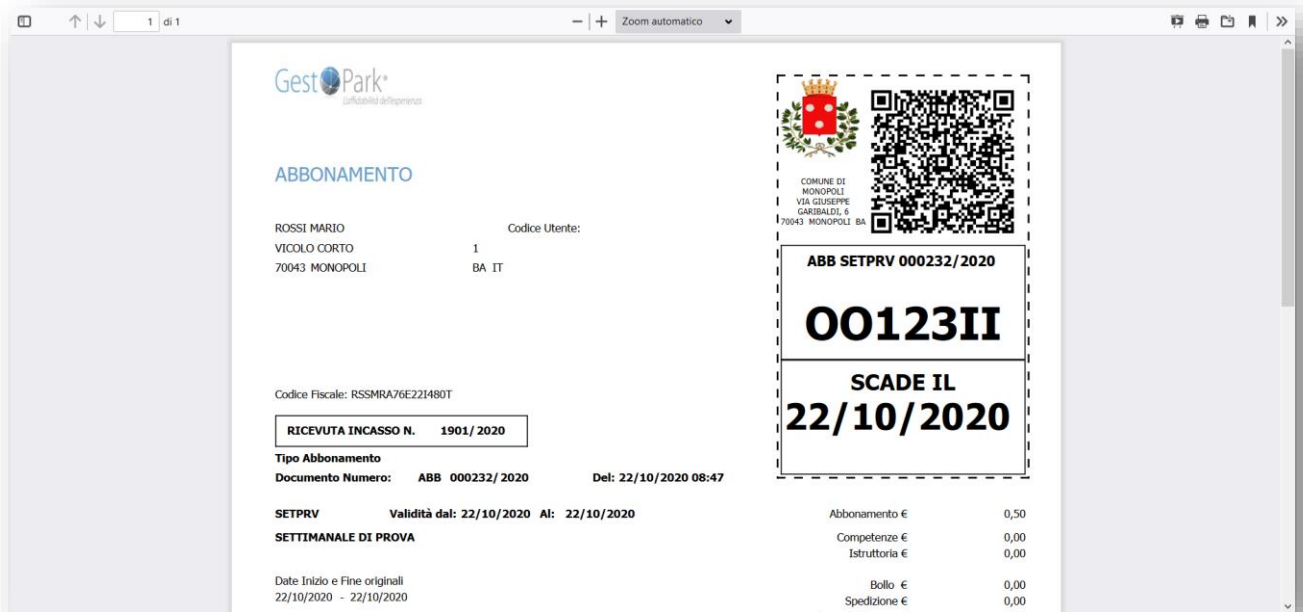 1 di 1
Zoom automatico
GestPark®
L'affidabilità dell'esperienza
ABBONAMENTO
ROSSI MARIO Codice Utente:
VICOLO CORTO 1
70043 MONOPOLI BA IT
Codice Fiscale: RSSMRA76E22I480T
RICEVUTA INCASSO N. 1901/2020
Tipo Abbonamento
Documento Numero: ABB 000232/2020 Del: 22/10/2020 08:47
SETPRV Validità dal: 22/10/2020 Al: 22/10/2020
SETTIMANALE DI PROVA
Date Inizio e Fine originali
22/10/2020 - 22/10/2020
COMUNE DI
MONOPOLI
VIA GIUSEPPE
GARIBALDI, 6
70043 MONOPOLI BA
ABB SETPRV 000232/2020
OO123II
SCADE IL
22/10/2020
Abbonamento € 0,50
Competenze € 0,00
Istruttoria € 0,00
Bollo € 0,00
Spedizione € 0,00